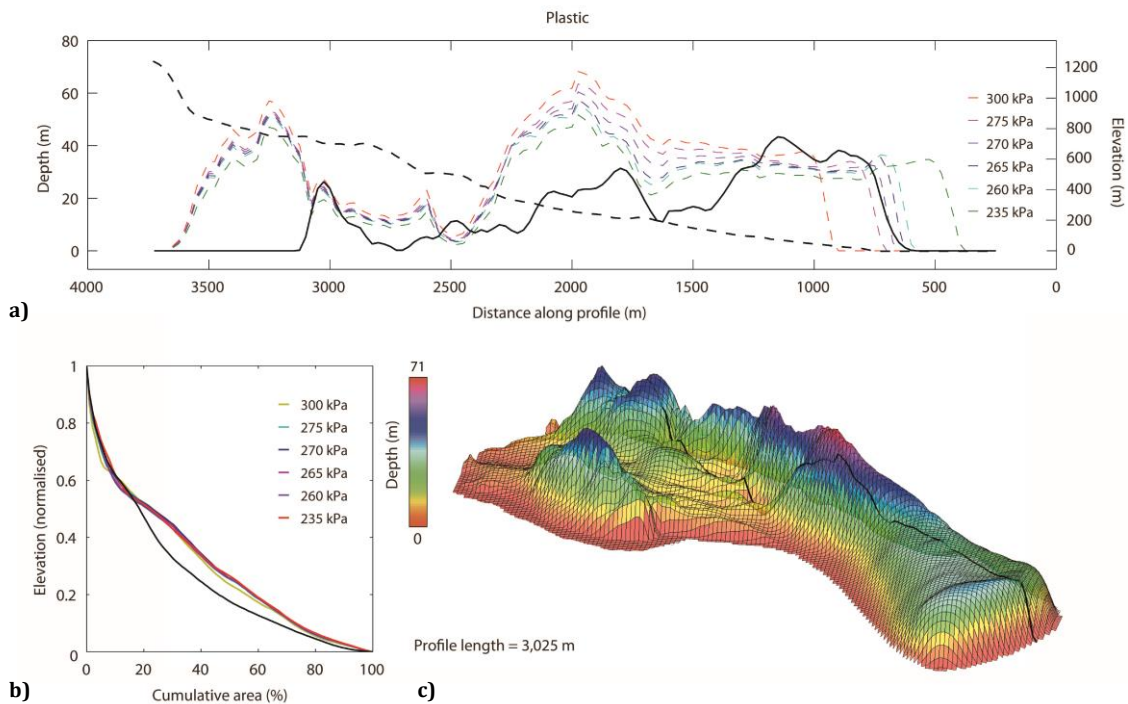 Plastic
80
60
40
20
0
Depth (m)
1200
1000
800
600
400
200
0
Elevation (m)
300 kPa
275 kPa
270 kPa
265 kPa
260 kPa
235 kPa
4000 3500 3000 2500 2000 1500 1000 500 0
Distance along profile (m)
a)
1
0.8
0.6
0.4
0.2
0
Elevation (normalised)
300 kPa
275 kPa
270 kPa
265 kPa
260 kPa
235 kPa
0 20 40 60 80 100
Cumulative area (%)
b)
71
Depth (m)
0
Profile length = 3,025 m
c)